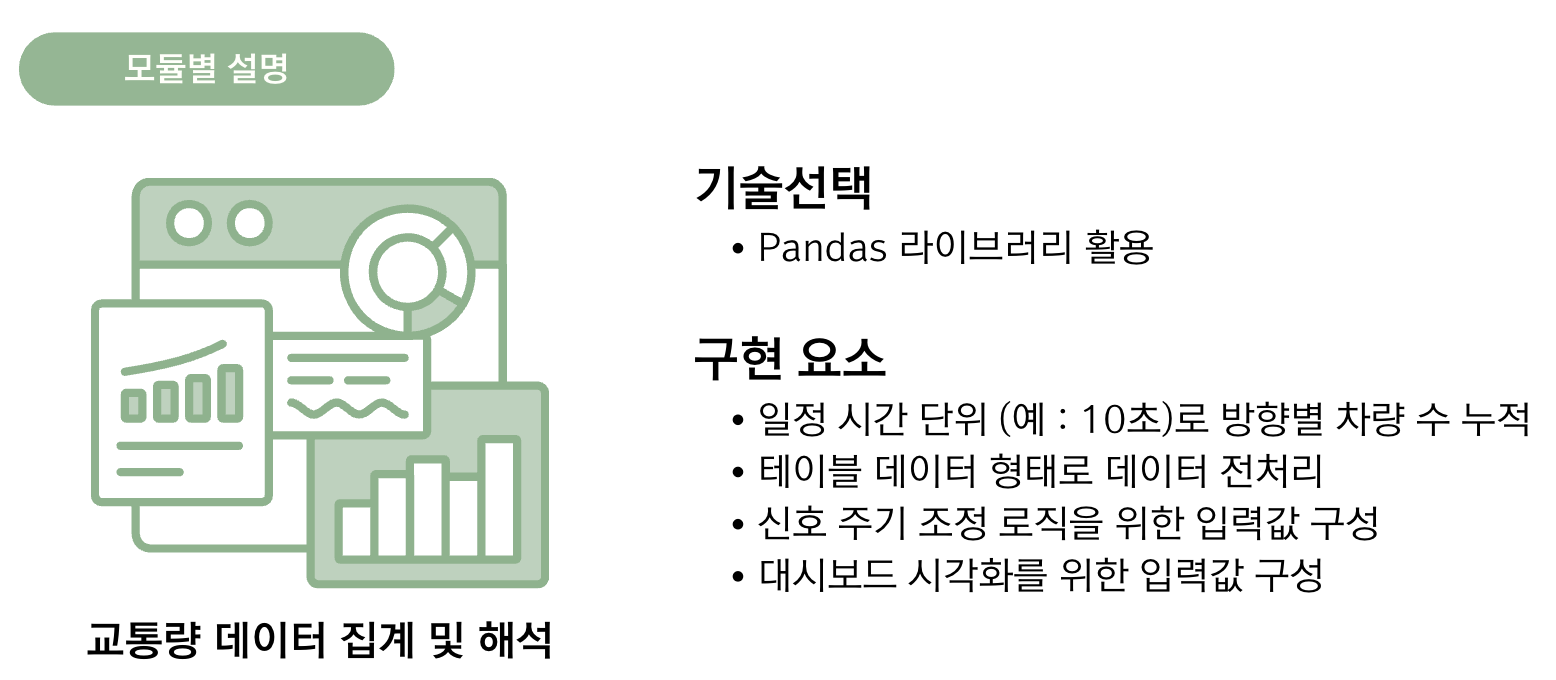 모듈별 설명
기술선택
• Pandas 라이브러리 활용
구현 요소
• 일정 시간 단위 (예 : 10초)로 방향별 차량 수 누적
• 테이블 데이터 형태로 데이터 전처리
• 신호 주기 조정 로직을 위한 입력값 구성
• 대시보드 시각화를 위한 입력값 구성
교통량 데이터 집계 및 해석